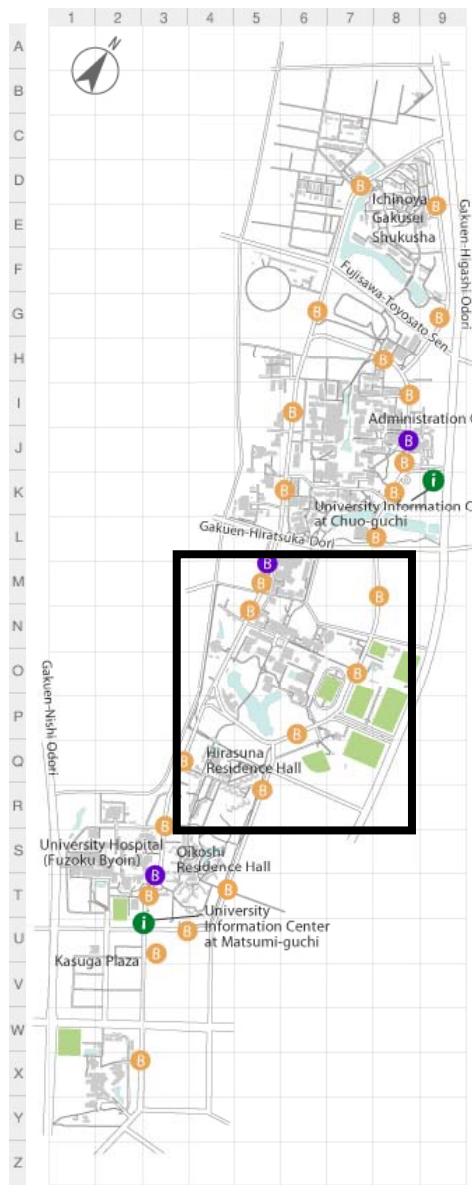 1 2 3 4 5 6 7 8 9
A
N
B
C
D
B
Ichinoya
B
Gakusei
E
Shukusha
Gakuen-Higashi Odori
F
Fujisawa-Toyosato Sen
G
B
B
H
B
I
B
B
Administration
J
B
B
i
K
B
B
University Information C
at Chuo-guchi
L
Gakuen-Hiratsuka Dori
B
M
B
B
B
N
B
O
B
Gakuen-Nishi Odori
P
B
Q
B
Hirasuna
Residence Hall
R
B
B
S
University Hospital
(Fuzoku Byoin)
Oikoshi
Residence Hall
T
B
B
B
U
i
University
Information Center
at Matsumi-guchi
B
V
Kasuga Plaza
B
W
X
B
Y
Z